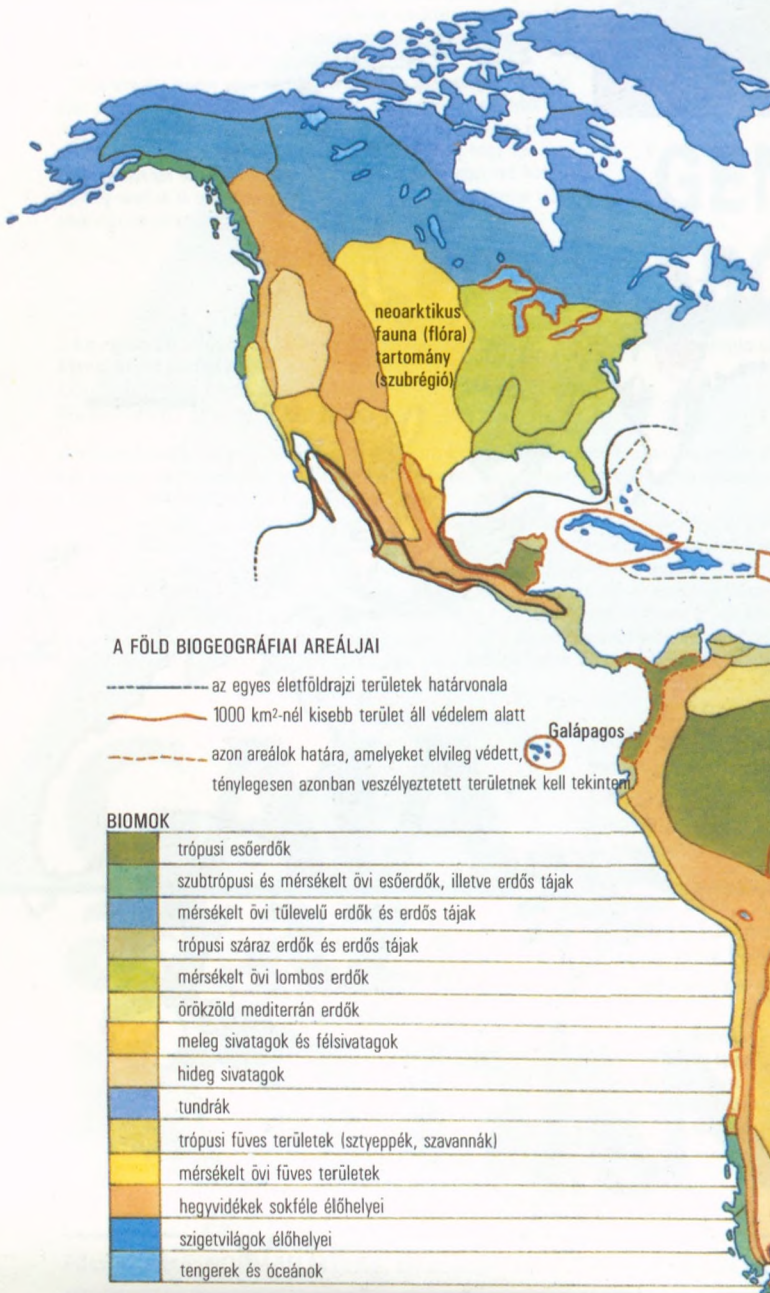 neoarktikus
fauna (flóra)
tartomány
(szubrégió)
A FÖLD BIOGEOGRÁFIAI AREÁLJAI
az egyes életföldrajzi területek határvonala
1000 km²-nél kisebb terület áll védelem alatt
Galápagos
azon areálok határa, amelyeket elvileg védett,
ténylegesen azonban veszélyeztetett területnek kell tekinteni.
BIOMOK
trópusi esőerdők
szubtrópusi és mérsékelt övi esőerdők, illetve erdős tájak
mérsékelt övi tűlevelű erdők és erdős tájak
trópusi száraz erdők és erdős tájak
mérsékelt övi lombos erdők
örökzöld mediterrán erdők
meleg sivatagok és félsivatagok
hideg sivatagok
tundrák
trópusi füves területek (sztyeppék, szavannák)
mérsékelt övi füves területek
hegyvidékek sokféle élőhelyei
szigetvilágok élőhelyei
tengerek és óceánok